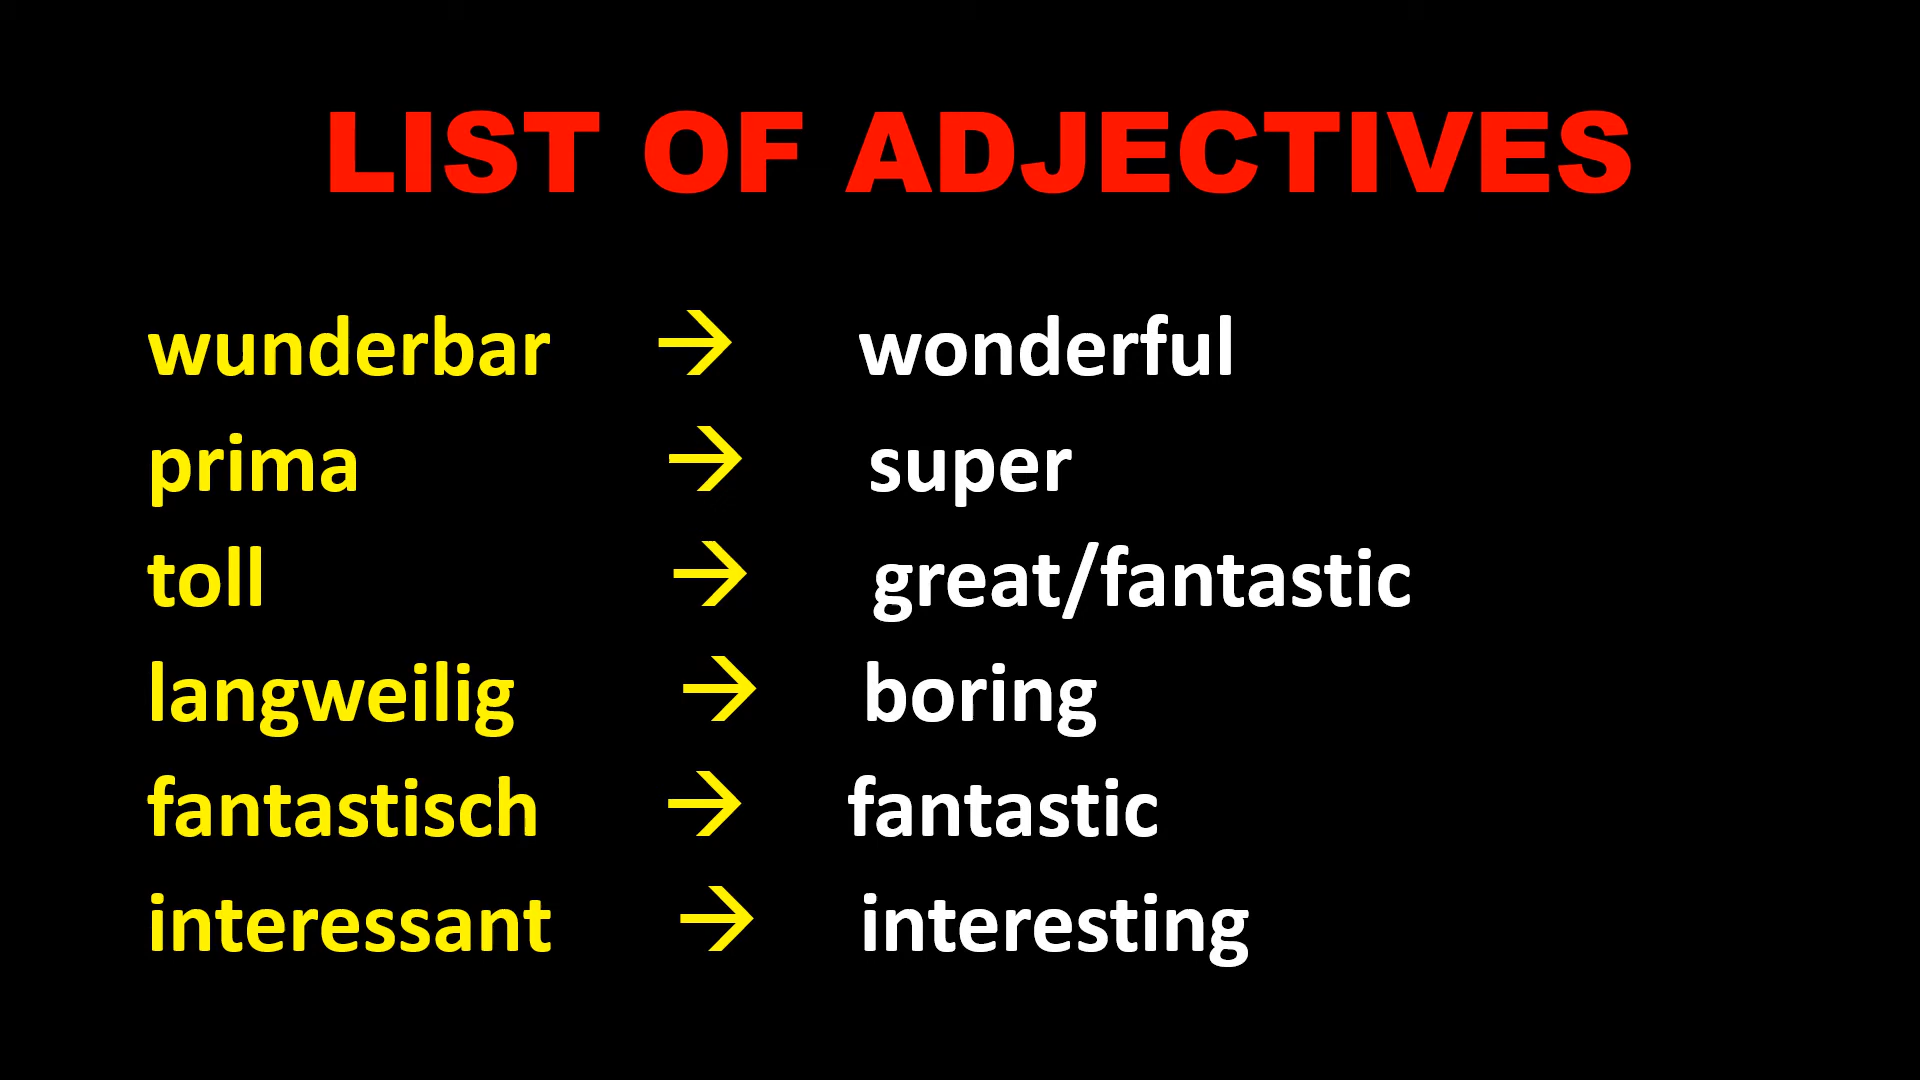 LIST OF ADJECTIVES
wunderbar → wonderful
prima → super
toll → great/fantastic
langweilig → boring
fantastisch → fantastic
interessant → interesting